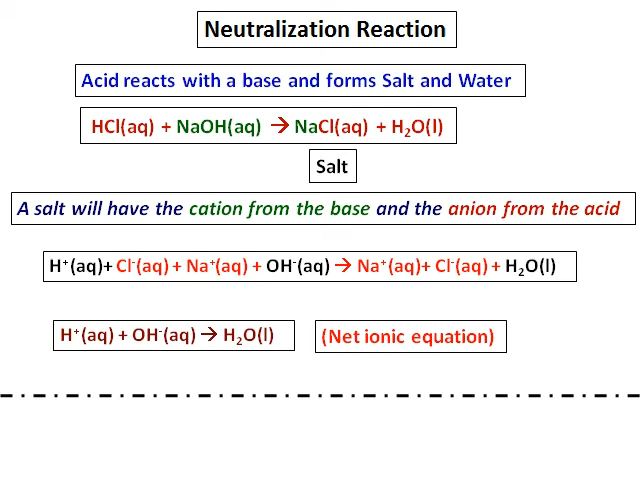 Neutralization Reaction
Acid reacts with a base and forms Salt and Water
HCl(aq) + NaOH(aq) → NaCl(aq) + H₂O(l)
Salt
A salt will have the cation from the base and the anion from the acid
H⁺(aq)+ Cl⁻(aq) + Na⁺(aq) + OH⁻(aq) → Na⁺(aq)+ Cl⁻(aq) + H₂O(l)
H⁺(aq) + OH⁻(aq) → H₂O(l) (Net ionic equation)